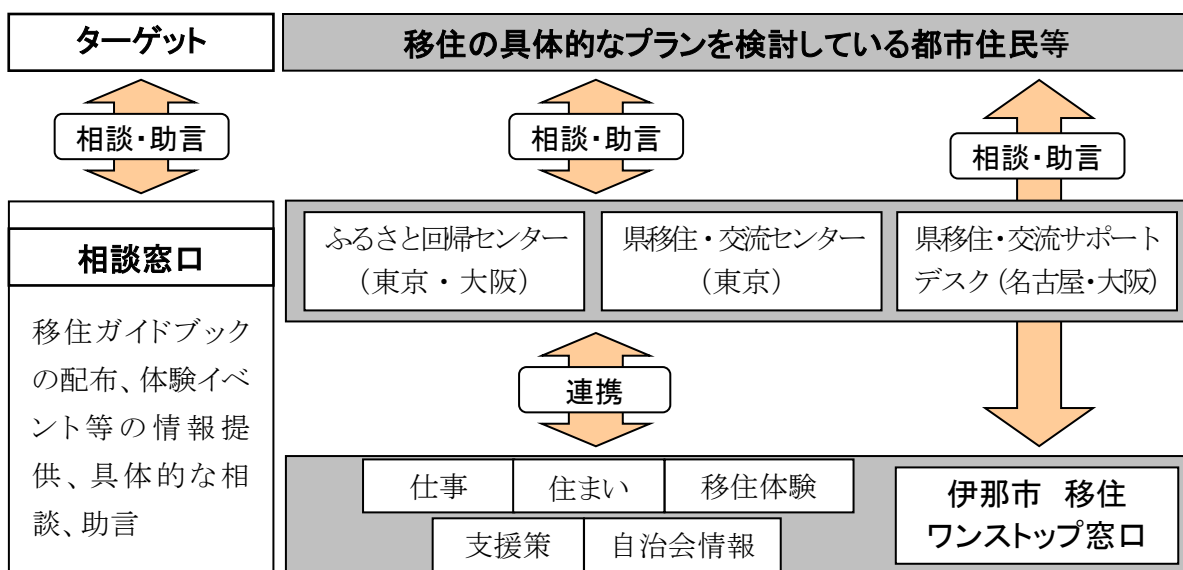 ターゲット
移住の具体的なプランを検討している都市住民等
相談・助言
相談・助言
相談・助言
相談窓口
移住ガイドブック
の配布、体験イベ
ント等の情報提
供、具体的な相
談、助言
ふるさと回帰センター
（東京・大阪）
県移住・交流センター
（東京）
県移住・交流サポート
デスク（名古屋・大阪）
連携
仕事
住まい
移住体験
支援策
自治会情報
伊那市　移住
ワンストップ窓口